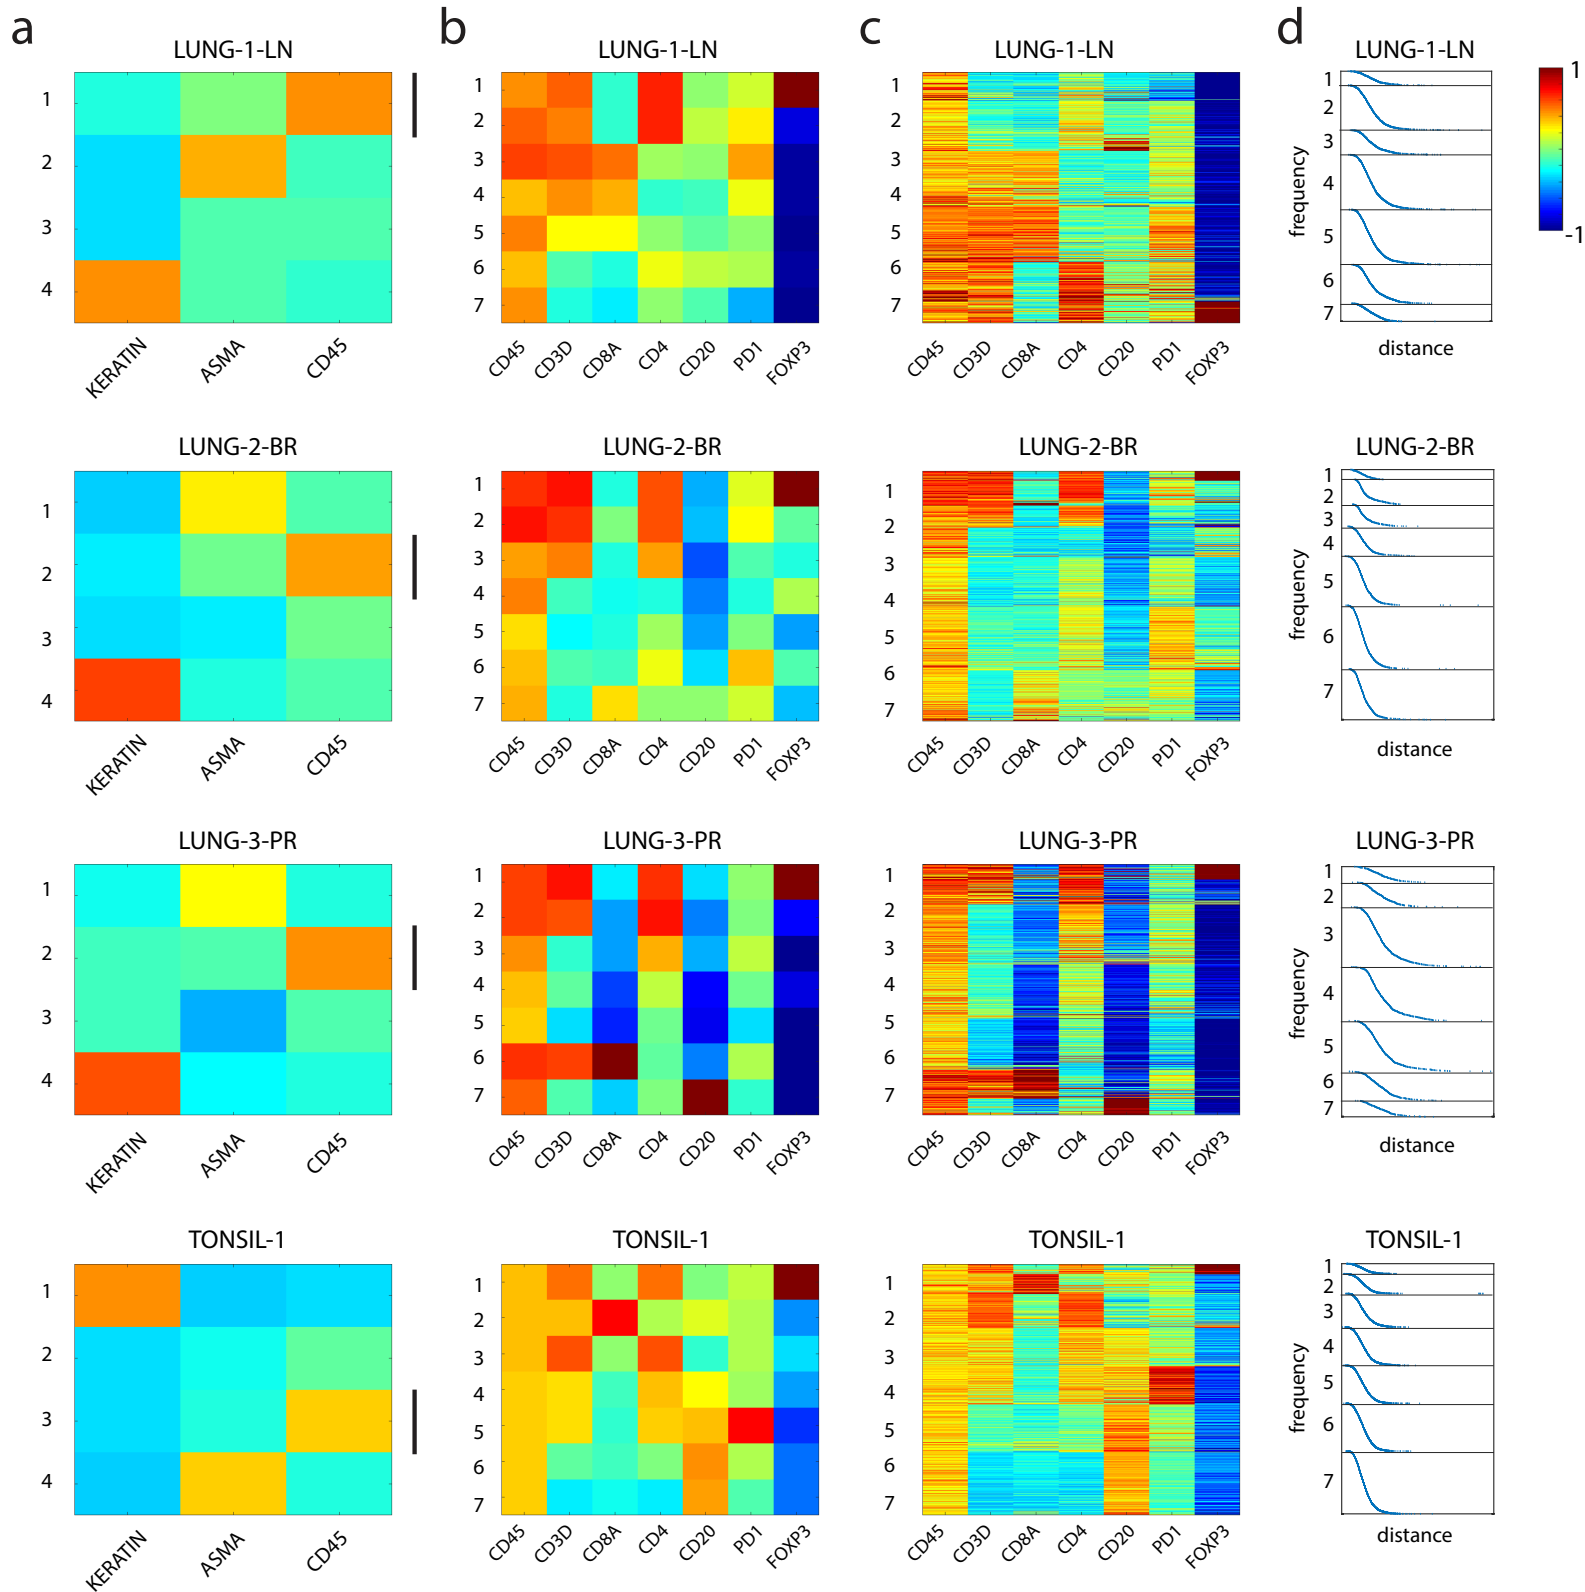 a
b
c
d
LUNG-1-LN
LUNG-1-LN
LUNG-1-LN
LUNG-1-LN
1
2
3
4
KERATIN
ASMA
CD45
1
2
3
4
5
6
7
CD45
CD3D
CD8A
CD4
CD20
PD1
FOXP3
1
2
3
4
5
6
7
CD45
CD3D
CD8A
CD4
CD20
PD1
FOXP3
frequency
1
2
3
4
5
6
7
distance
1
-1
LUNG-2-BR
LUNG-2-BR
LUNG-2-BR
LUNG-2-BR
1
2
3
4
KERATIN
ASMA
CD45
1
2
3
4
5
6
7
CD45
CD3D
CD8A
CD4
CD20
PD1
FOXP3
1
2
3
4
5
6
7
CD45
CD3D
CD8A
CD4
CD20
PD1
FOXP3
frequency
1
2
3
4
5
6
7
distance
LUNG-3-PR
LUNG-3-PR
LUNG-3-PR
LUNG-3-PR
1
2
3
4
KERATIN
ASMA
CD45
1
2
3
4
5
6
7
CD45
CD3D
CD8A
CD4
CD20
PD1
FOXP3
1
2
3
4
5
6
7
CD45
CD3D
CD8A
CD4
CD20
PD1
FOXP3
frequency
1
2
3
4
5
6
7
distance
TONSIL-1
TONSIL-1
TONSIL-1
TONSIL-1
1
2
3
4
KERATIN
ASMA
CD45
1
2
3
4
5
6
7
CD45
CD3D
CD8A
CD4
CD20
PD1
FOXP3
1
2
3
4
5
6
7
CD45
CD3D
CD8A
CD4
CD20
PD1
FOXP3
frequency
1
2
3
4
5
6
7
distance